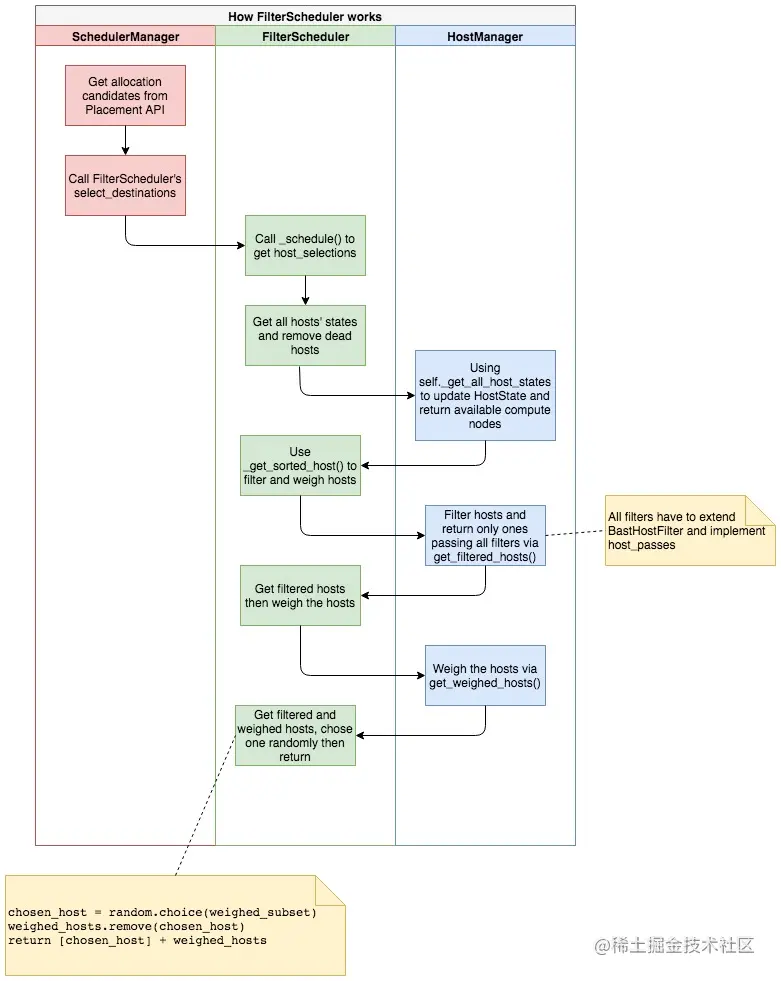 How FilterScheduler works
SchedulerManager
FilterScheduler
HostManager
Get allocation
candidates from
Placement API
Call FilterScheduler's
select_destinations
Call _schedule() to
get host_selections
Get all hosts' states
and remove dead
hosts
Using
self._get_all_host_states
to update HostState and
return available compute
nodes
Use
_get_sorted_host() to
filter and weigh hosts
Filter hosts and
return only ones
passing all filters via
get_filtered_hosts()
All filters have to extend
BastHostFilter and implement
host_passes
Get filtered hosts
then weigh the hosts
Weigh the hosts via
get_weighed_hosts()
Get filtered and
weighed hosts, chose
one randomly then
return
chosen_host = random.choice(weighed_subset)
weighed_hosts.remove(chosen_host)
return [chosen_host] + weighed_hosts
@稀土掘金技术社区